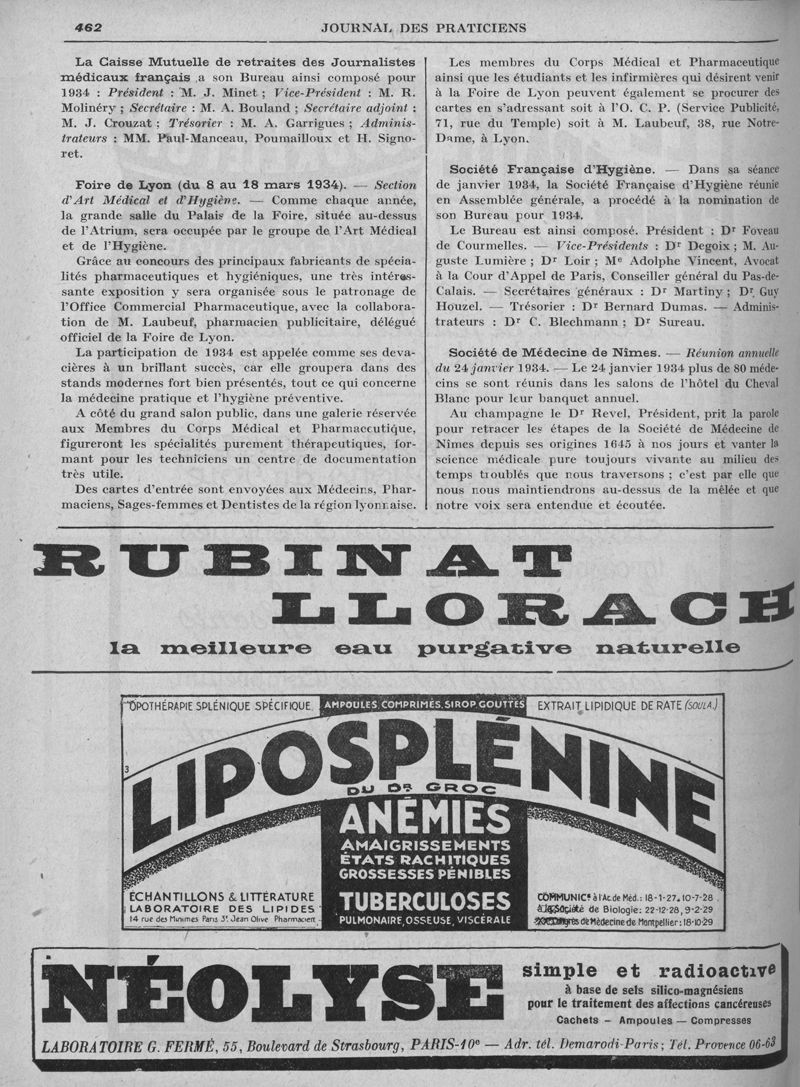 462
JOURNAL DES PRATICIENS
La Caisse Mutuelle de retraites des Journalistes
médicaux français a son Bureau ainsi composé pour
1934 : Président : M. J. Minet ; Vice-Président : M. R.
Molinéry ; Secrétaire : M. A. Bouland ; Secrétaire adjoint :
M. J. Crouzat ; Trésorier : M. A. Garrigues ; Adminis-
trateurs : MM. Paul-Manceau, Poumailloux et H. Signo-
ret.
Foire de Lyon (du 8 au 18 mars 1934). — Section
d'Art Médical et d'Hygiène. — Comme chaque année,
la grande salle du Palais de la Foire, située au-dessus
de l'Atrium, sera occupée par le groupe de l'Art Médical
et de l'Hygiène.
Grâce au concours des principaux fabricants de spécia-
lités pharmaceutiques et hygiéniques, une très intéres-
sante exposition y sera organisée sous le patronage de
l'Office Commercial Pharmaceutique, avec la collabora-
tion de M. Laubeuf, pharmacien publicitaire, délégué
officiel de la Foire de Lyon.
La participation de 1934 est appelée comme ses deva-
cières à un brillant succès, car elle groupera dans des
stands modernes fort bien présentés, tout ce qui concerne
la médecine pratique et l'hygiène préventive.
A côté du grand salon public, dans une galerie réservée
aux Membres du Corps Médical et Pharmaceutique,
figureront les spécialités purement thérapeutiques, for-
mant pour les techniciens un centre de documentation
très utile.
Des cartes d'entrée sont envoyées aux Médecins, Phar-
maciens, Sages-femmes et Dentistes de la région lyonnaise.
Les membres du Corps Médical et Pharmaceutique
ainsi que les étudiants et les infirmières qui désirent venir
à la Foire de Lyon peuvent également se procurer des
cartes en s'adressant soit à l'O. C. P. (Service Publicité,
71, rue du Temple) soit à M. Laubeuf, 38, rue Notre-
Dame, à Lyon.
Société Française d'Hygiène. — Dans sa séance
de janvier 1934, la Société Française d'Hygiène réunie
en Assemblée générale, a procédé à la nomination de
son Bureau pour 1934.
Le Bureau est ainsi composé. Président : Dr Foveau
de Courmelles. — Vice-Présidents : Dr Degoix ; M. Au-
guste Lumière ; Dr Loir ; Me Adolphe Vincent, Avocat
à la Cour d'Appel de Paris, Conseiller général du Pas-de-
Calais. — Secrétaires généraux : Dr Martiny ; Dr Guy
Houzel. — Trésorier : Dr Bernard Dumas. — Adminis-
trateurs : Dr C. Blechmann ; Dr Sureau.
Société de Médecine de Nîmes. — Réunion annuelle
du 24 janvier 1934. — Le 24 janvier 1934 plus de 80 méde-
cins se sont réunis dans les salons de l'hôtel du Cheval
Blanc pour leur banquet annuel.
Au champagne le Dr Revel, Président, prit la parole
pour retracer les étapes de la Société de Médecine de
Nîmes depuis ses origines 1645 à nos jours et vanter la
science médicale pure toujours vivante au milieu des
temps troublés que nous traversons ; c'est par elle que
nous nous maintiendrons au-dessus de la mêlée et que
notre voix sera entendue et écoutée.
RUBINAT
LLORACH
la meilleure eau purgative naturelle
OPOTHÉRAPIE SPLÉNIQUE SPÉCIFIQUE
AMPOULES, COMPRIMÉS, SIROP, GOUTTES
EXTRAIT LIPIDIQUE DE RATE (SOULA.)
3
LIPOSPLÉNINE
DU Dr GROC
ANÉMIES
AMAIGRISSEMENTS
ÉTATS RACHITIQUES
GROSSESSES PÉNIBLES
TUBERCULOSES
PULMONAIRE, OSSEUSE, VISCÉRALE
ÉCHANTILLONS & LITTÉRATURE
LABORATOIRE DES LIPIDES
14 rue des Minimes Paris 3e Jean Olive Pharmacien
COMMUNICs à l'Ac. de Méd. : 18-1-27. 10-7-28
à la Société de Biologie : 22-12-28, 9-2-29
Congrès de Médecine de Montpellier : 18-10-29
NÉOLYSE
simple et radioactive
à base de sels silico-magnésiens
pour le traitement des affections cancéreuses
Cachets — Ampoules — Compresses
LABORATOIRE G. FERMÉ, 55, Boulevard de Strasbourg, PARIS-10e — Adr. tél. Demarodi-Paris ; Tél. Provence 06-63